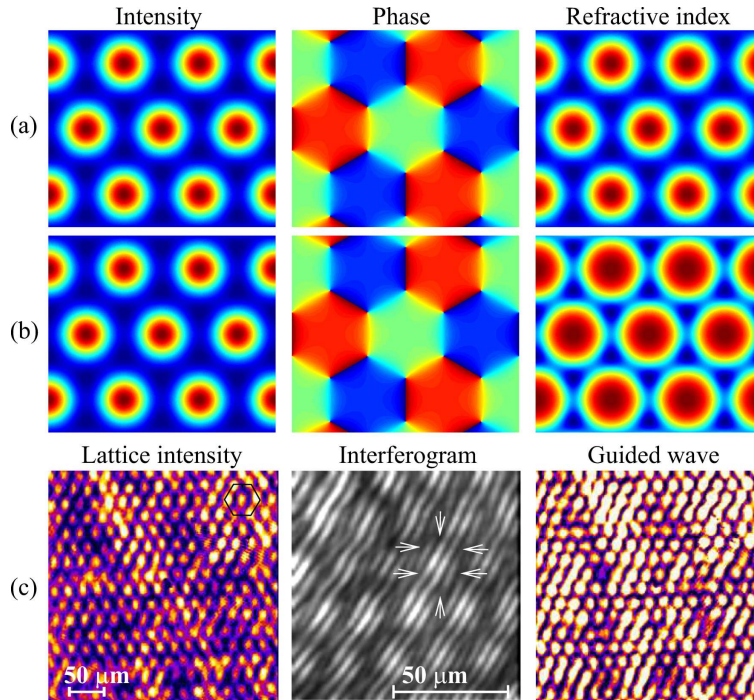 Intensity Phase Refractive index
(a)
(b)
Lattice intensity Interferogram Guided wave
(c)
50 μm 50 μm